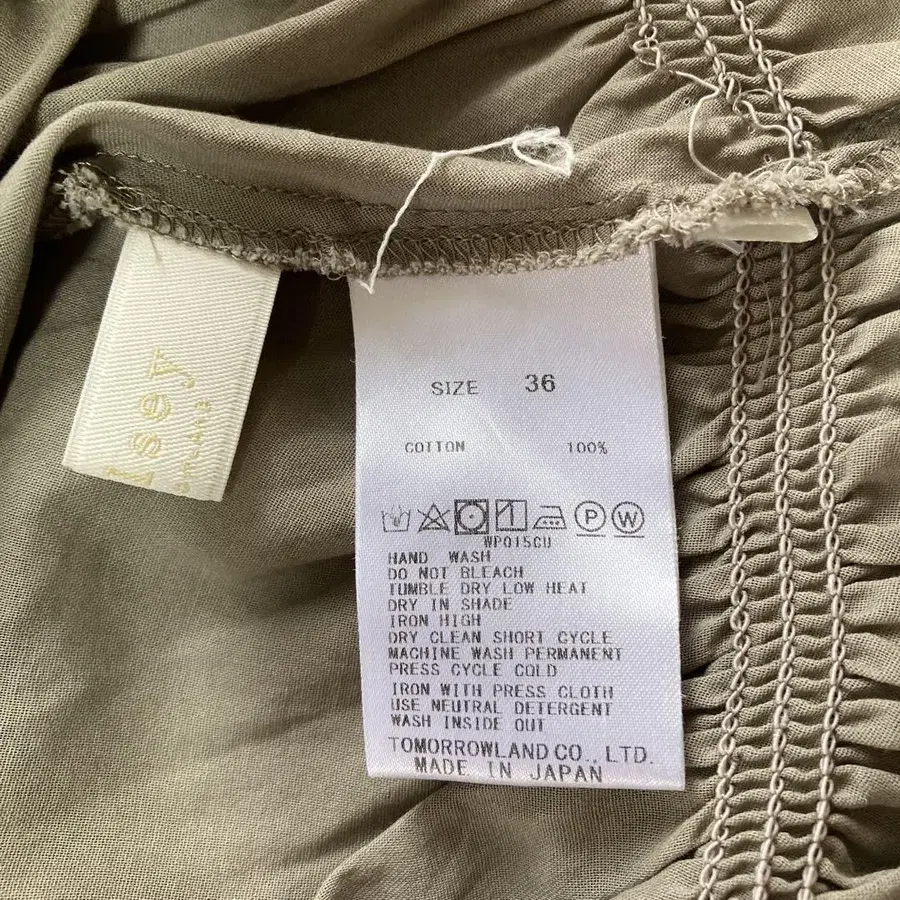 SIZE 36
COTTON 100%
P W
WP015CU
HAND WASH
DO NOT BLEACH
TUMBLE DRY LOW HEAT
DRY IN SHADE
IRON HIGH
DRY CLEAN SHORT CYCLE
MACHINE WASH PERMANENT
PRESS CYCLE COLD
IRON WITH PRESS CLOTH
USE NEUTRAL DETERGENT
WASH INSIDE OUT
TOMORROWLAND CO., LTD.
MADE IN JAPAN